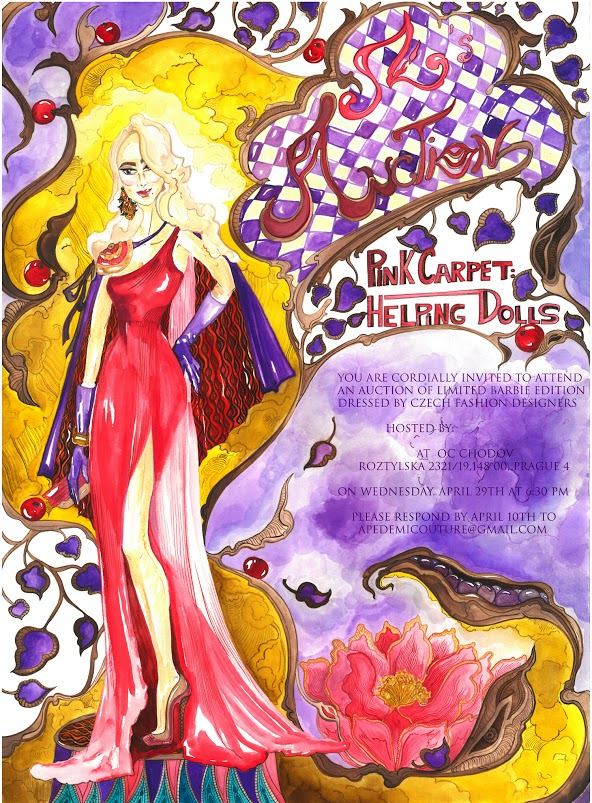 A's
Auction
Pink Carpet:
Helping Dolls
YOU ARE CORDIALLY INVITED TO ATTEND
AN AUCTION OF LIMITED BARBIE EDITION
DRESSED BY CZECH FASHION DESIGNERS
HOSTED BY:
AT OC CHODOV
ROZTYLSKA 2321/19,148 00, PRAGUE 4
ON WEDNESDAY, APRIL 29TH AT 6:30 PM
PLEASE RESPOND BY APRIL 10TH TO
APEDEMICOUTURE@GMAIL.COM